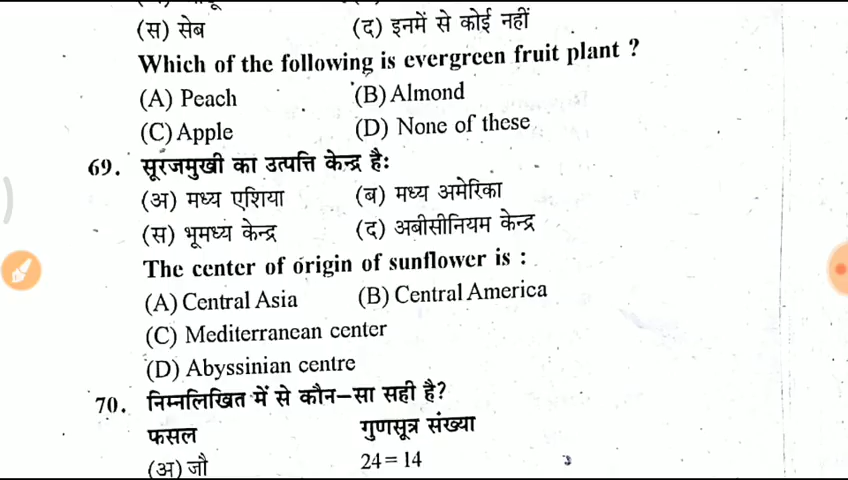 (स) सेब (द) इनमें से कोई नहीं
Which of the following is evergreen fruit plant ?
(A) Peach (B) Almond
(C) Apple (D) None of these
69. सूरजमुखी का उत्पत्ति केन्द्र हैः
(अ) मध्य एशिया (ब) मध्य अमेरिका
(स) भूमध्य केन्द्र (द) अबीसीनियम केन्द्र
The center of origin of sunflower is :
(A) Central Asia (B) Central America
(C) Mediterranean center
(D) Abyssinian centre
70. निम्नलिखित में से कौन–सा सही है?
फसल गुणसूत्र संख्या
(अ) जौ 24 = 14